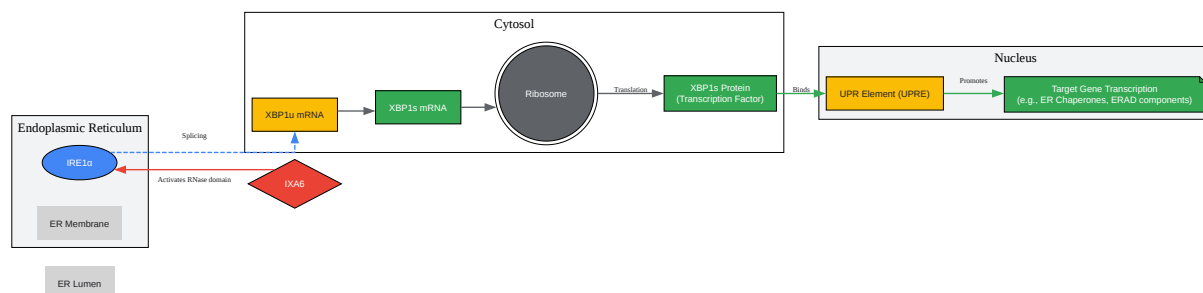 Cytosol
Nucleus
Ribosome
XBP1s Protein
(Transcription Factor)
UPR Element (UPRE)
Promotes
Target Gene Transcription
(e.g., ER Chaperones, ERAD components)
Translation
Binds
XBP1s mRNA
XBP1u mRNA
Endoplasmic Reticulum
Splicing
IRE1α
Activates RNase domain
IXA6
ER Membrane
ER Lumen